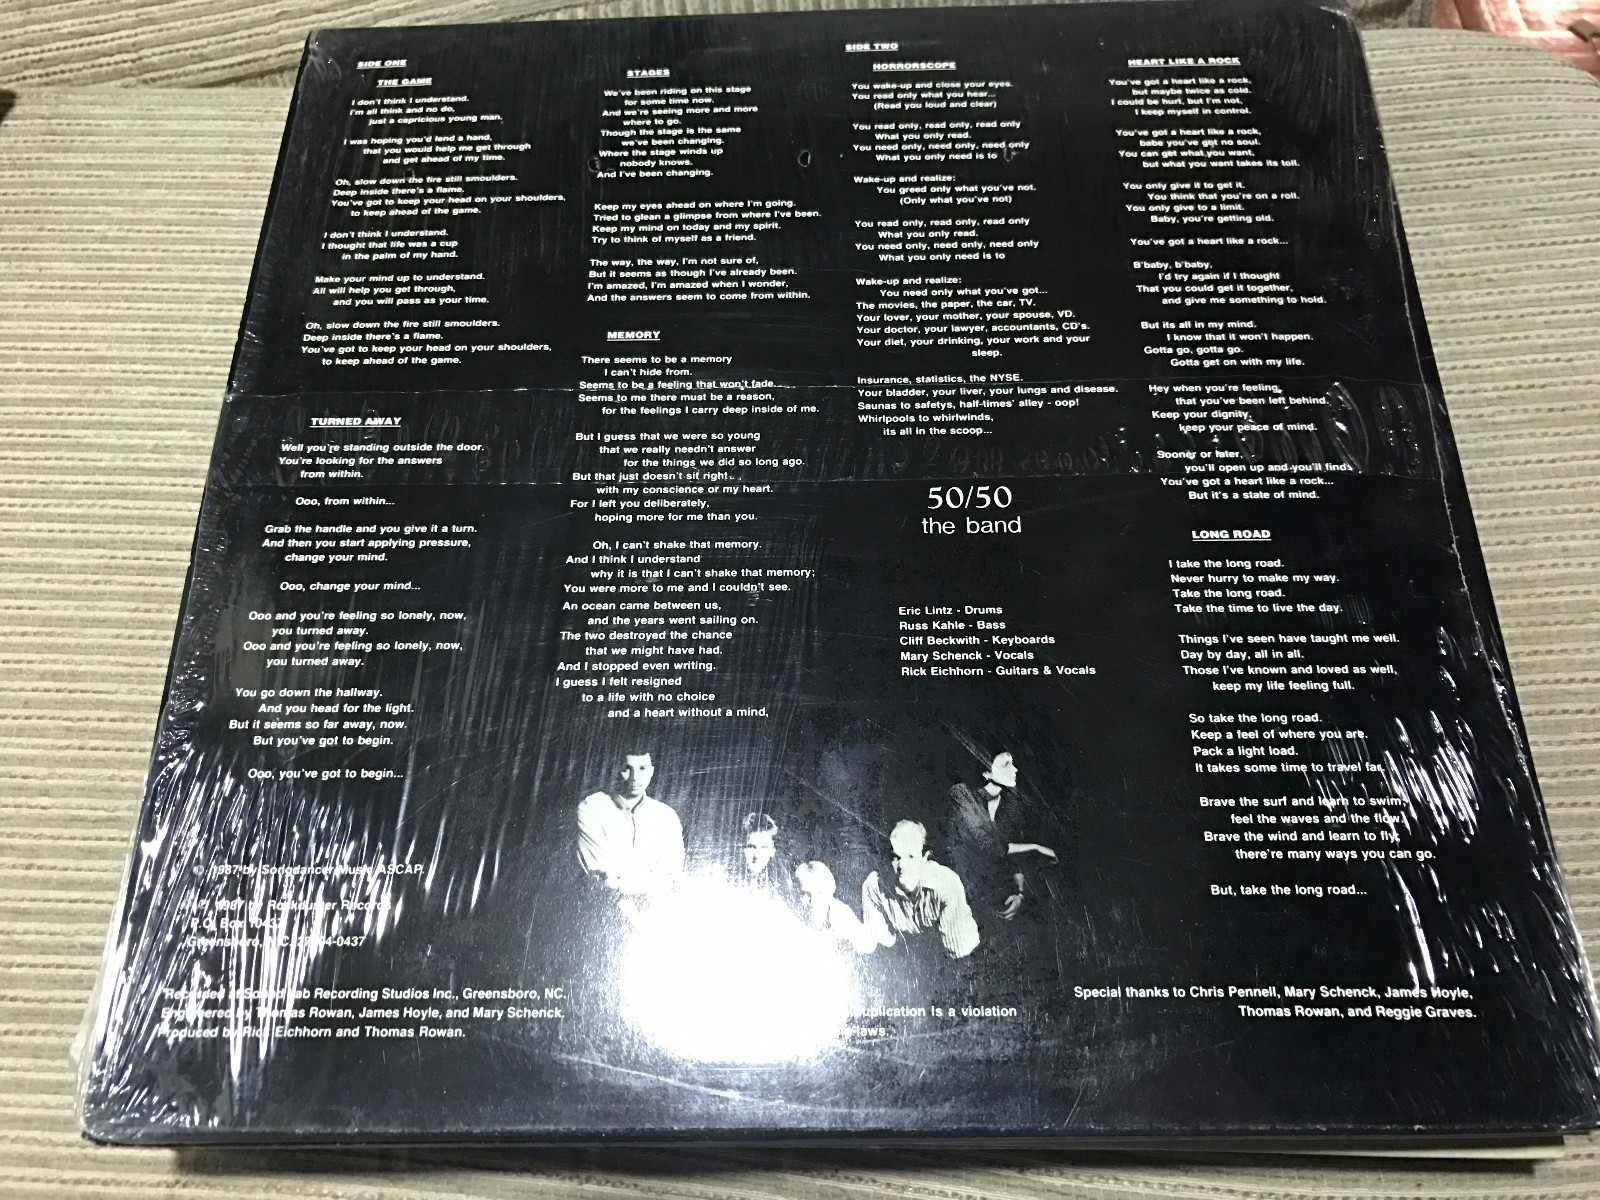 SIDE ONE
THE GAME
I don't think I understand.
I'm all think and no do,
just a capricious young man.
I was hoping you'd lend a hand,
that you would help me get through
and get ahead of my time.
Oh, slow down the fire still smoulders.
Deep inside there's a flame.
You've got to keep your head on your shoulders,
to keep ahead of the game.
I don't think I understand.
I thought that life was a cup
in the palm of my hand.
Make your mind up to understand.
All will help you get through,
and you will pass as your time.
Oh, slow down the fire still smoulders.
Deep inside there's a flame.
You've got to keep your head on your shoulders,
to keep ahead of the game.
TURNED AWAY
Well you're standing outside the door.
You're looking for the answers
from within.
Ooo, from within...
Grab the handle and you give it a turn.
And then you start applying pressure,
change your mind.
Ooo, change your mind...
Ooo and you're feeling so lonely, now,
you turned away.
Ooo and you're feeling so lonely, now,
you turned away.
You go down the hallway.
And you head for the light.
But it seems so far away, now.
But you've got to begin.
Ooo, you've got to begin...
© 1987 by Songdancer Music ASCAP.
℗ 1987 by Rockduster Records
P.O. Box 10437
Greensboro, N.C. 27404-0437
Recorded at Sound Lab Recording Studios Inc., Greensboro, NC.
Engineered by Thomas Rowan, James Hoyle, and Mary Schenck.
Produced by Rick Eichhorn and Thomas Rowan.
STAGES
We've been riding on this stage
for some time now.
And we're seeing more and more
where to go.
Though the stage is the same
we've been changing.
Where the stage winds up
nobody knows.
And I've been changing.
Keep my eyes ahead on where I'm going.
Tried to glean a glimpse from where I've been.
Keep my mind on today and my spirit.
Try to think of myself as a friend.
The way, the way, I'm not sure of,
But it seems as though I've already been.
I'm amazed, I'm amazed when I wonder,
And the answers seem to come from within.
MEMORY
There seems to be a memory
I can't hide from.
Seems to be a feeling that won't fade...
Seems to me there must be a reason,
for the feelings I carry deep inside of me.
But I guess that we were so young
that we really needn't answer
for the things we did so long ago.
But that just doesn't sit right...
with my conscience or my heart.
For I left you deliberately,
hoping more for me than you.
Oh, I can't shake that memory.
And I think I understand
why it is that I can't shake that memory;
You were more to me and I couldn't see.
An ocean came between us,
and the years went sailing on.
The two destroyed the chance
that we might have had.
And I stopped even writing.
I guess I felt resigned
to a life with no choice
and a heart without a mind,
SIDE TWO
HORRORSCOPE
You wake-up and close your eyes.
You read only what you hear...
(Read you loud and clear)
You read only, read only, read only
What you only read.
You need only, need only, need only
What you only need is to
Wake-up and realize:
You greed only what you've not.
(Only what you've not)
You read only, read only, read only
What you only read.
You need only, need only, need only
What you only need is to
Wake-up and realize:
You need only what you've got...
The movies, the paper, the car, TV.
Your lover, your mother, your spouse, VD.
Your doctor, your lawyer, accountants, CD's.
Your diet, your drinking, your work and your
sleep.
Insurance, statistics, the NYSE.
Your bladder, your liver, your lungs and disease.
Saunas to safetys, half-times' alley - oop!
Whirlpools to whirlwinds,
its all in the scoop...
50/50
the band
Eric Lintz - Drums
Russ Kahle - Bass
Cliff Beckwith - Keyboards
Mary Schenck - Vocals
Rick Eichhorn - Guitars & Vocals
duplication is a violation
laws.
HEART LIKE A ROCK
You've got a heart like a rock,
but maybe twice as cold.
I could be hurt, but I'm not,
I keep myself in control.
You've got a heart like a rock,
babe you've got no soul.
You can get what you want,
but what you want takes its toll.
You only give it to get it.
You think that you're on a roll.
You only give to a limit.
Baby, you're getting old.
You've got a heart like a rock...
B'baby, b'baby,
I'd try again if I thought
That you could get it together,
and give me something to hold.
But its all in my mind.
I know that it won't happen.
Gotta go, gotta go.
Gotta get on with my life.
Hey when you're feeling,
that you've been left behind.
Keep your dignity,
keep your peace of mind.
Sooner or later,
you'll open up and you'll find:
You've got a heart like a rock...
But it's a state of mind.
LONG ROAD
I take the long road.
Never hurry to make my way.
Take the long road.
Take the time to live the day.
Things I've seen have taught me well.
Day by day, all in all.
Those I've known and loved as well,
keep my life feeling full.
So take the long road.
Keep a feel of where you are.
Pack a light load.
It takes some time to travel far.
Brave the surf and learn to swim;
feel the waves and the flow.
Brave the wind and learn to fly;
there're many ways you can go.
But, take the long road...
Special thanks to Chris Pennell, Mary Schenck, James Hoyle,
Thomas Rowan, and Reggie Graves.